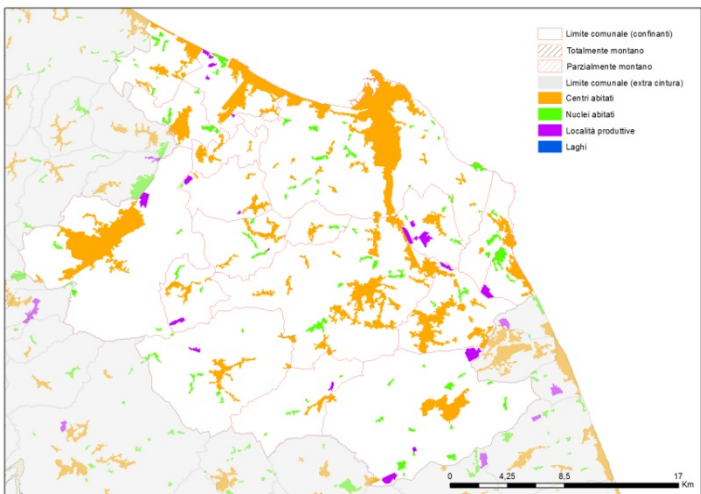 Limite comunale (confinanti)
Totalmente montano
Parzialmente montano
Limite comunale (extra cintura)
Centri abitati
Nuclei abitati
Località produttive
Laghi
0 4,25 8,5 17
Km